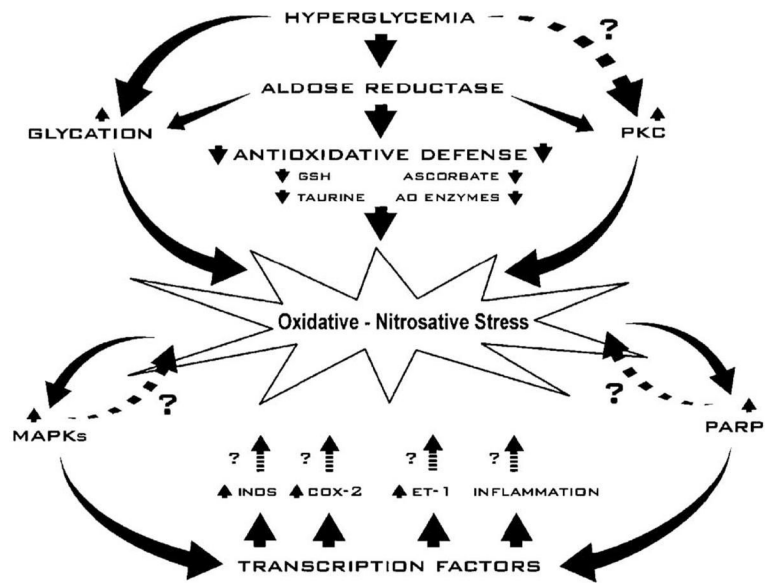 HYPERGLYCEMIA
?
ALDOSE REDUCTASE
GLYCATION
PKC
ANTIOXIDATIVE DEFENSE
GSH ASCORBATE
TAURINE AO ENZYMES
Oxidative - Nitrosative Stress
? ?
MAPKs PARP
? ? ? ?
INOS COX-2 ET-1 INFLAMMATION
TRANSCRIPTION FACTORS